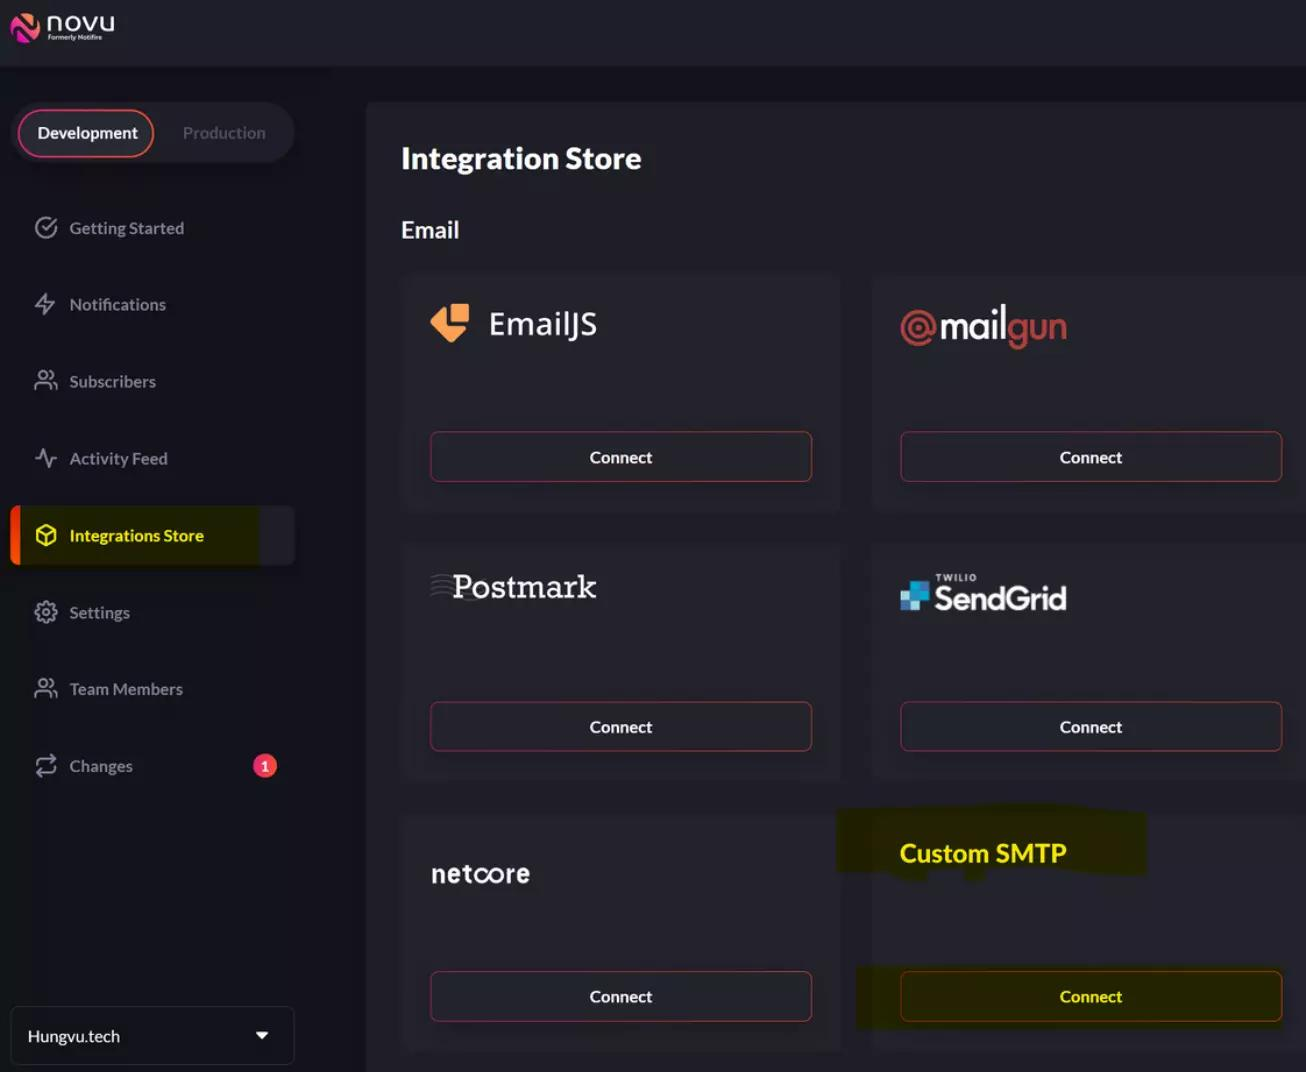 novu
Formerly Notifire
Development
Production
Getting Started
Notifications
Subscribers
Activity Feed
Integrations Store
Settings
Team Members
Changes
1
Hungvu.tech
Integration Store
Email
EmailJS
@mailgun
Connect
Connect
Postmark
TWILIO
SendGrid
Connect
Connect
netcore
Custom SMTP
Connect
Connect